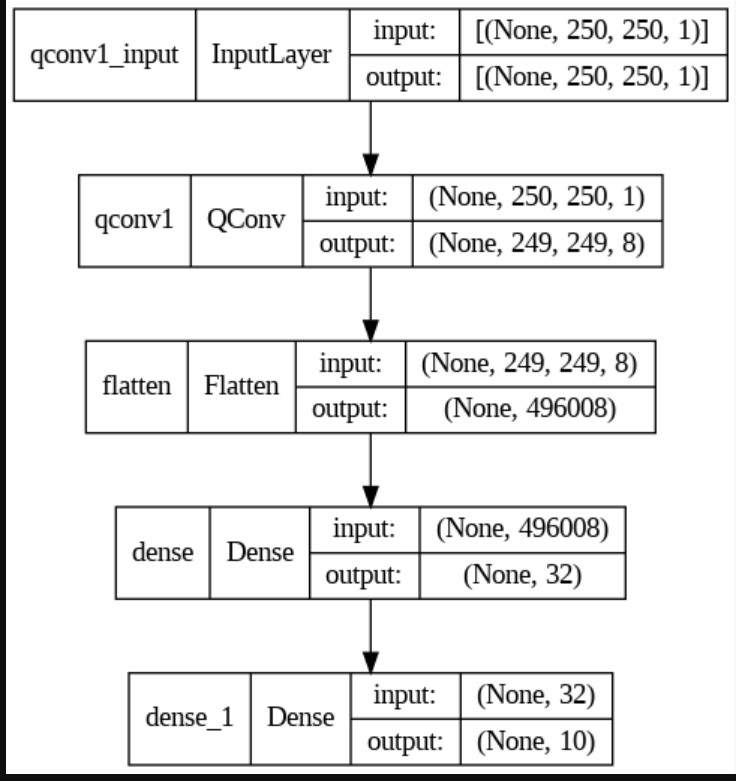 qconv1_input InputLayer input: [(None, 250, 250, 1)]
output: [(None, 250, 250, 1)]
qconv1 QConv input: (None, 250, 250, 1)
output: (None, 249, 249, 8)
flatten Flatten input: (None, 249, 249, 8)
output: (None, 496008)
dense Dense input: (None, 496008)
output: (None, 32)
dense_1 Dense input: (None, 32)
output: (None, 10)